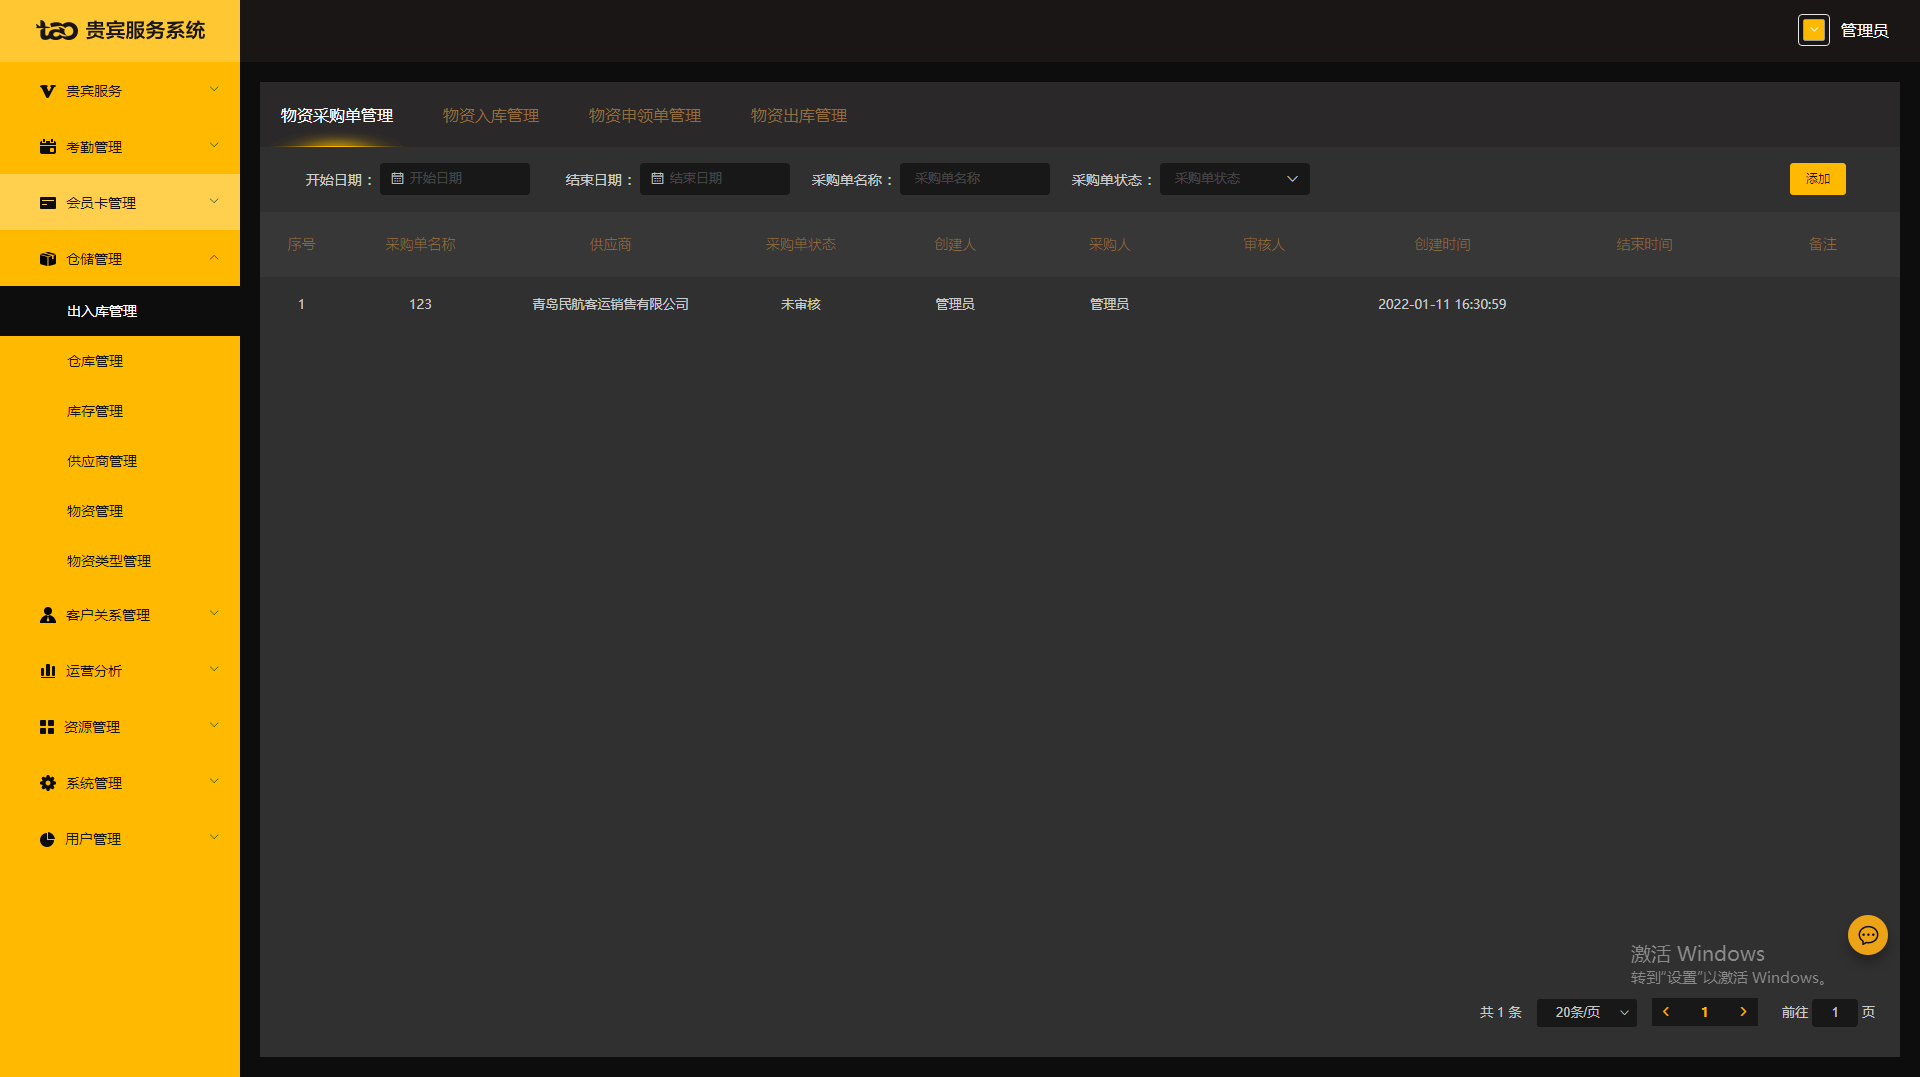 tao 贵宾服务系统
管理员
贵宾服务
考勤管理
会员卡管理
仓储管理
出入库管理
仓库管理
库存管理
供应商管理
物资管理
物资类型管理
客户关系管理
运营分析
资源管理
系统管理
用户管理
物资采购单管理 物资入库管理 物资申领单管理 物资出库管理
开始日期： 开始日期 结束日期： 结束日期 采购单名称： 采购单名称 采购单状态： 采购单状态 添加
序号 采购单名称 供应商 采购单状态 创建人 采购人 审核人 创建时间 结束时间 备注
1 123 青岛民航客运销售有限公司 未审核 管理员 管理员 2022-01-11 16:30:59
激活 Windows
转到“设置”以激活 Windows。
共 1 条 20条/页 1 前往 1 页